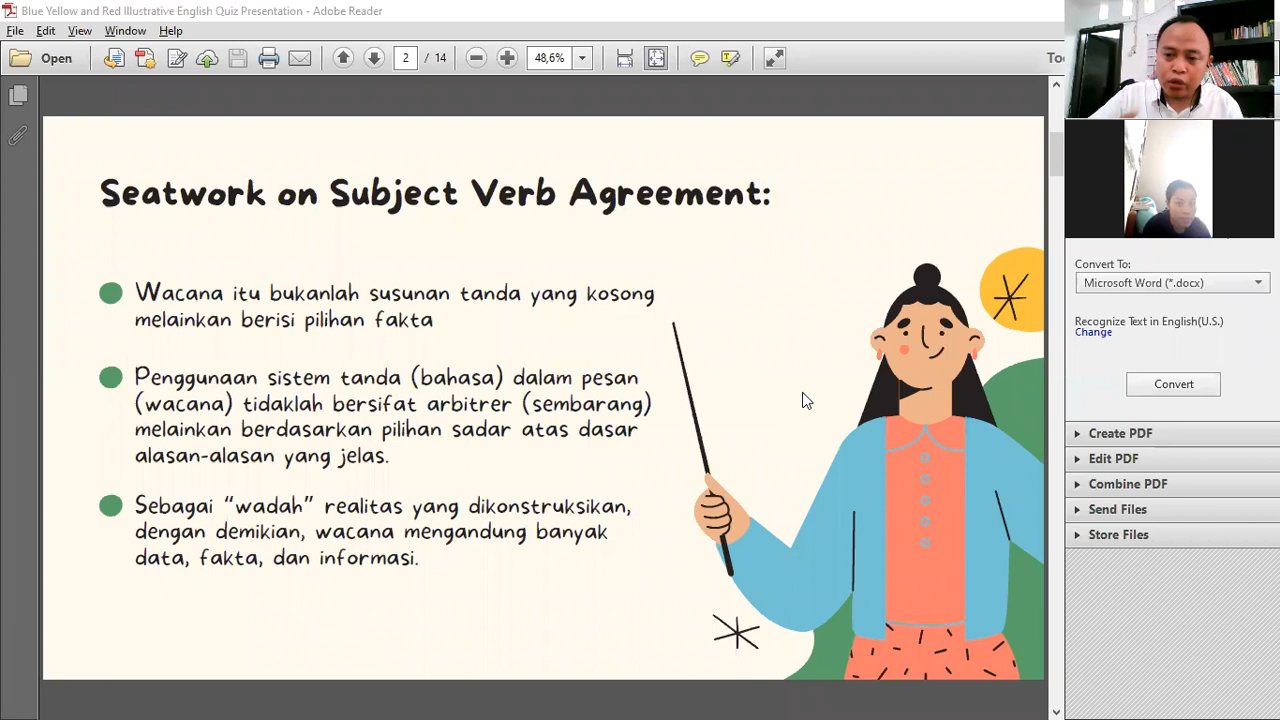 Blue Yellow and Red Illustrative English Quiz Presentation - Adobe Reader
File Edit View Window Help
Open 2 / 14 48,6%
Seatwork on Subject Verb Agreement:
Wacana itu bukanlah susunan tanda yang kosong
melainkan berisi pilihan fakta
Penggunaan sistem tanda (bahasa) dalam pesan
(wacana) tidaklah bersifat arbitrer (sembarang)
melainkan berdasarkan pilihan sadar atas dasar
alasan-alasan yang jelas.
Sebagai “wadah” realitas yang dikonstruksikan,
dengan demikian, wacana mengandung banyak
data, fakta, dan informasi.
Convert To:
Microsoft Word (*.docx)
Recognize Text in English(U.S.)
Change
Convert
Create PDF
Edit PDF
Combine PDF
Send Files
Store Files